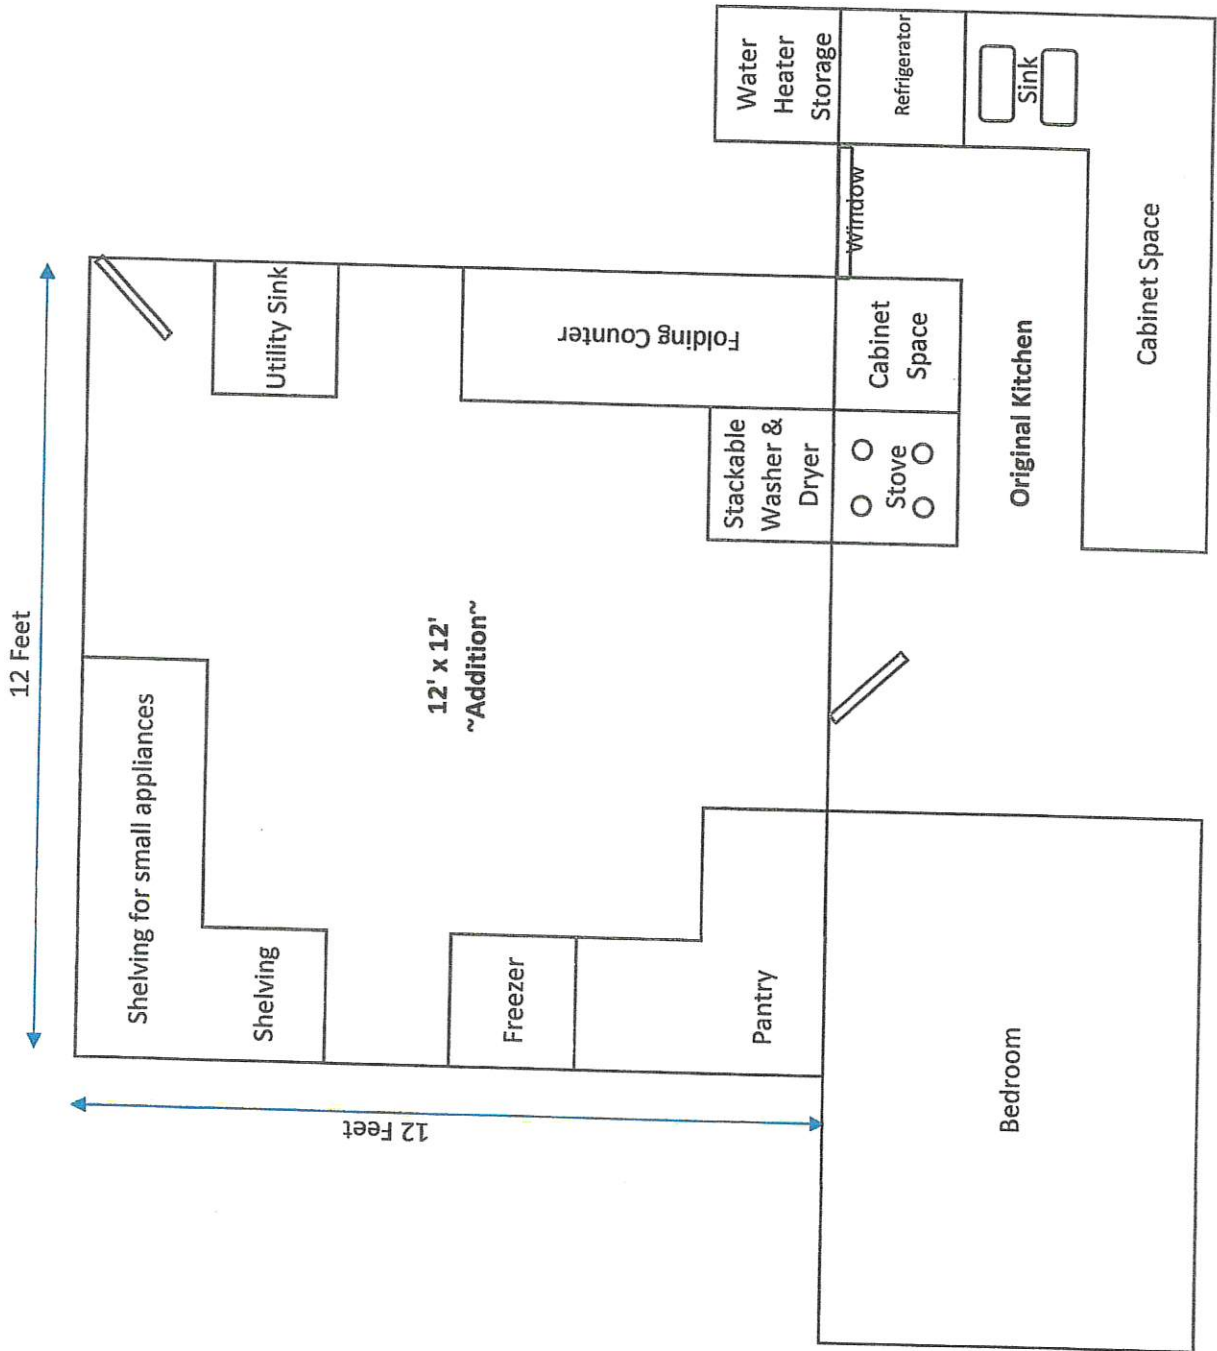 12 Feet
12 Feet
Shelving for small appliances
Shelving
Utility Sink
Freezer
Pantry
12' x 12'
~Addition~
Folding Counter
Stackable
Washer &
Dryer
Water
Heater
Storage
Refrigerator
Sink
Window
Cabinet
Space
Stove
Original Kitchen
Cabinet Space
Bedroom